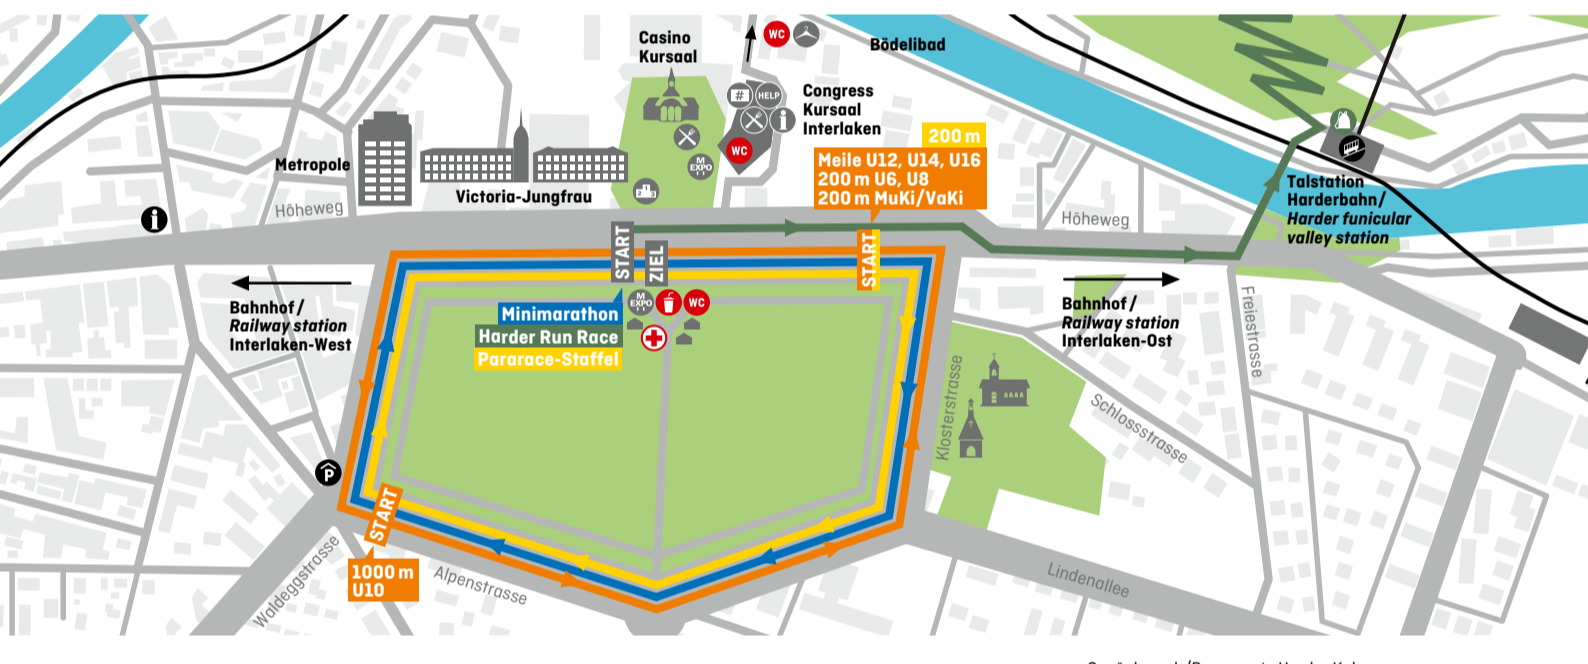 Casino
Kursaal
WC
Bödelibad
#
HELP
i
WC
M
EXPO
Congress
Kursaal
Interlaken
200 m
Meile U12, U14, U16
200 m U6, U8
200 m MuKi/VaKi
Metropole
Victoria-Jungfrau
Höheweg
i
START
ZIEL
START
Höheweg
Talstation
Harderbahn/
Harder funicular
valley station
Bahnhof/
Railway station
Interlaken-West
M
EXPO
WC
Minimarathon
Harder Run Race
Pararace-Staffel
Bahnhof/
Railway station
Interlaken-Ost
Freiestrasse
Klosterstrasse
Schlossstrasse
P
START
1000 m
U10
Waldeggstrasse
Alpenstrasse
Lindenallee